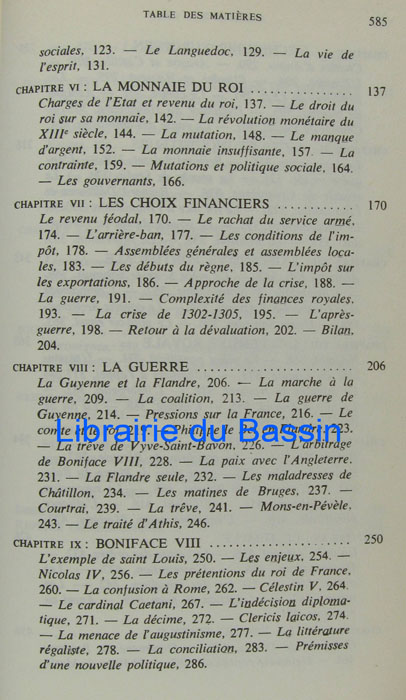 TABLE DES MATIÈRES 585
sociales, 123. — Le Languedoc, 129. — La vie de
l'esprit, 131.
CHAPITRE VI : LA MONNAIE DU ROI ................ 137
Charges de l'Etat et revenu du roi, 137. — Le droit du
roi sur sa monnaie, 142. — La révolution monétaire du
XIIIe siècle, 144. — La mutation, 148. — Le manque
d'argent, 152. — La monnaie insuffisante, 157. — La
contrainte, 159. — Mutations et politique sociale, 164.
— Les gouvernants, 166.
CHAPITRE VII : LES CHOIX FINANCIERS ............ 170
Le revenu féodal, 170. — Le rachat du service armé,
174. — L'arrière-ban, 177. — Les conditions de l'im-
pôt, 178. — Assemblées générales et assemblées loca-
les, 183. — Les débuts du règne, 185. — L'impôt sur
les exportations, 186. — Approche de la crise, 188. —
La guerre, 191. — Complexité des finances royales,
193. — La crise de 1302-1305, 195. — L'après-
guerre, 198. — Retour à la dévaluation, 202. — Bilan,
204.
CHAPITRE VIII : LA GUERRE ........................ 206
La Guyenne et la Flandre, 206. — La marche à la
guerre, 209. — La coalition, 213. — La guerre de
Guyenne, 214. — Pressions sur la France, 216. — Le
comte et le roi, — Philippe le Bel en Flandre, 223.
Librairie du Bassin
— La trêve de Vyve-Saint-Bavon, 226. — L'arbitrage
de Boniface VIII, 228. — La paix avec l'Angleterre,
231. — La Flandre seule, 232. — Les maladresses de
Châtillon, 234. — Les matines de Bruges, 237. —
Courtrai, 239. — La trêve, 241. — Mons-en-Pévèle,
243. — Le traité d'Athis, 246.
CHAPITRE IX : BONIFACE VIII ...................... 250
L'exemple de saint Louis, 250. — Les enjeux, 254. —
Nicolas IV, 256. — Les prétentions du roi de France,
260. — La confusion à Rome, 262. — Célestin V, 264.
— Le cardinal Caetani, 267. — L'indécision diploma-
tique, 271. — La décime, 272. — Clericis laicos, 274.
— La menace de l'augustinisme, 277. — La littérature
régaliste, 278. — La conciliation, 283. — Prémisses
d'une nouvelle politique, 286.